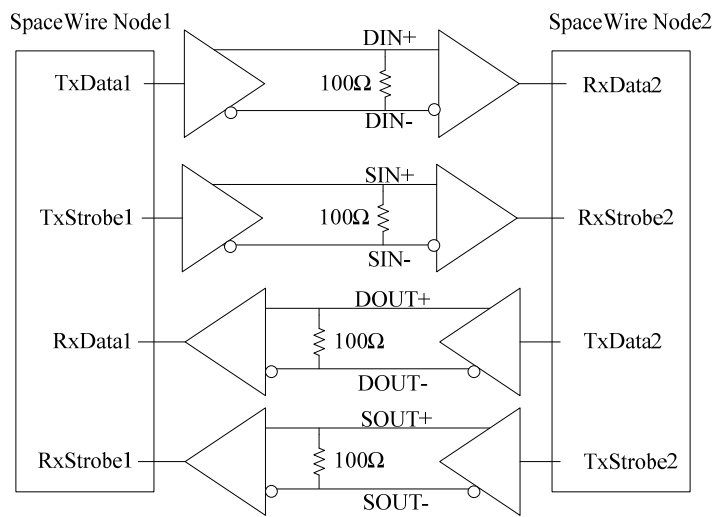 SpaceWire Node1
SpaceWire Node2
DIN+
TxData1
100Ω
RxData2
DIN-
SIN+
TxStrobe1
100Ω
RxStrobe2
SIN-
DOUT+
RxData1
100Ω
TxData2
DOUT-
SOUT+
RxStrobe1
100Ω
TxStrobe2
SOUT-